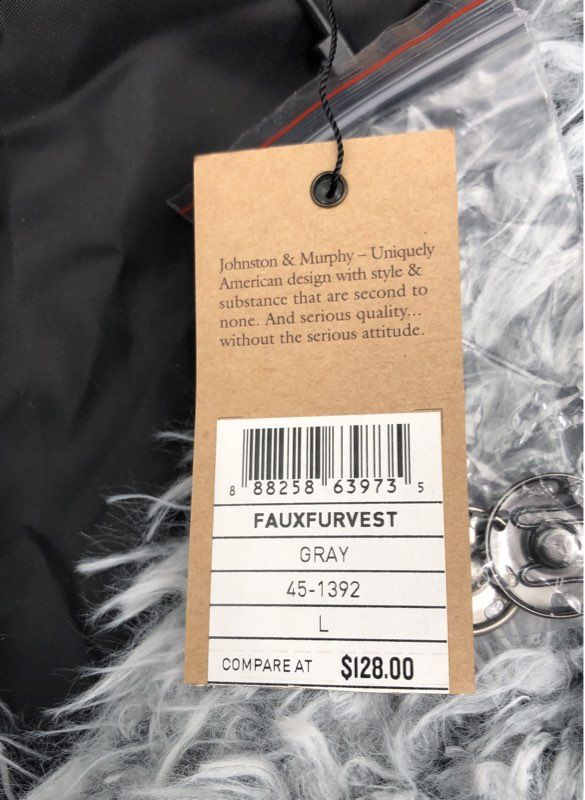 Johnston & Murphy – Uniquely
American design with style &
substance that are second to
none. And serious quality...
without the serious attitude.
8 88258 63973 5
FAUXFURVEST
GRAY
45-1392
L
COMPARE AT $128.00